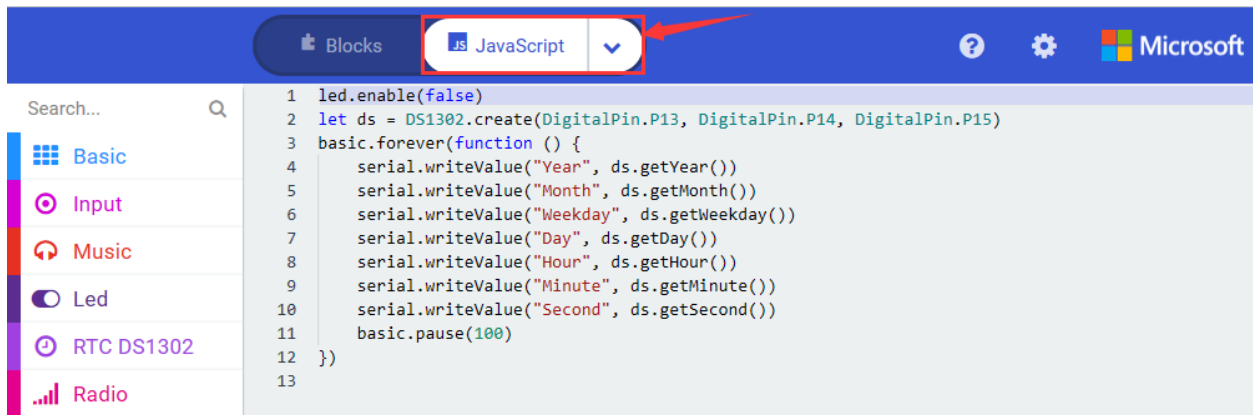 Blocks
JS JavaScript
Microsoft
Search...
Basic
Input
Music
Led
RTC DS1302
Radio
1 led.enable(false)
2 let ds = DS1302.create(DigitalPin.P13, DigitalPin.P14, DigitalPin.P15)
3 basic.forever(function () {
4     serial.writeValue("Year", ds.getYear())
5     serial.writeValue("Month", ds.getMonth())
6     serial.writeValue("Weekday", ds.getWeekday())
7     serial.writeValue("Day", ds.getDay())
8     serial.writeValue("Hour", ds.getHour())
9     serial.writeValue("Minute", ds.getMinute())
10     serial.writeValue("Second", ds.getSecond())
11     basic.pause(100)
12 })
13